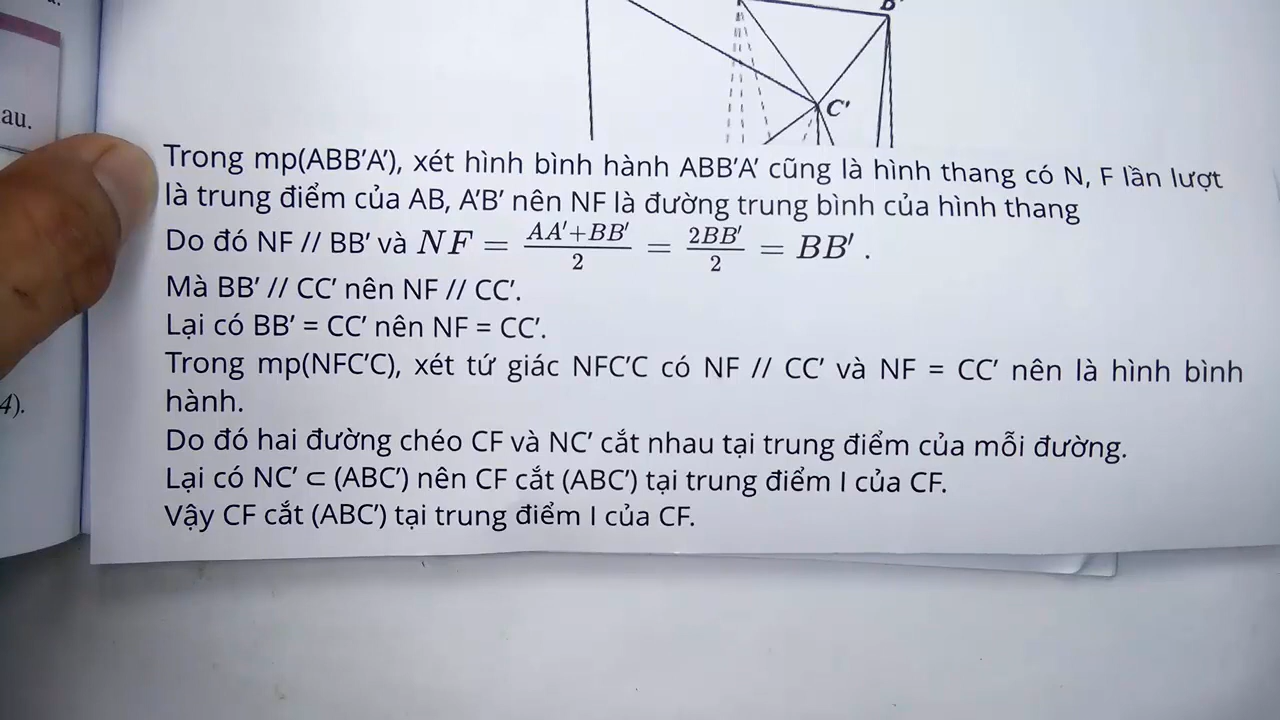 B'
C'
au.
4).
Trong mp(ABB'A'), xét hình bình hành ABB'A' cũng là hình thang có N, F lần lượt
là trung điểm của AB, A'B' nên NF là đường trung bình của hình thang
Do đó NF // BB' và NF = (AA'+BB')/2 = 2BB'/2 = BB' .
Mà BB' // CC' nên NF // CC'.
Lại có BB' = CC' nên NF = CC'.
Trong mp(NFC'C), xét tứ giác NFC'C có NF // CC' và NF = CC' nên là hình bình
hành.
Do đó hai đường chéo CF và NC' cắt nhau tại trung điểm của mỗi đường.
Lại có NC' ⊂ (ABC') nên CF cắt (ABC') tại trung điểm I của CF.
Vậy CF cắt (ABC') tại trung điểm I của CF.